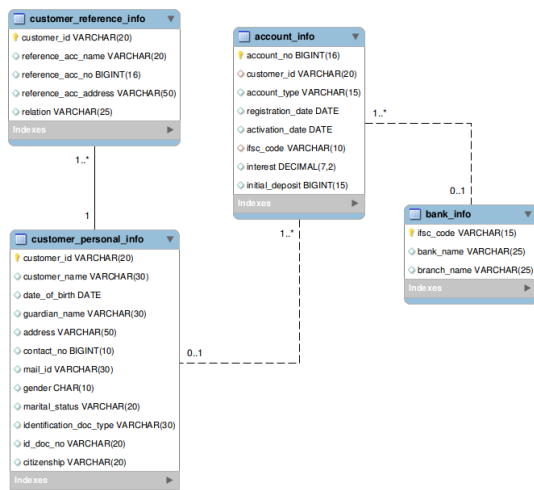 customer_reference_info
customer_id VARCHAR(20)
reference_acc_name VARCHAR(20)
reference_acc_no BIGINT(16)
reference_acc_address VARCHAR(50)
relation VARCHAR(25)
Indexes
account_info
account_no BIGINT(16)
customer_id VARCHAR(20)
account_type VARCHAR(15)
registration_date DATE
activation_date DATE
ifsc_code VARCHAR(10)
interest DECIMAL(7,2)
initial_deposit BIGINT(15)
Indexes
1..*
0..1
bank_info
ifsc_code VARCHAR(15)
bank_name VARCHAR(25)
branch_name VARCHAR(25)
Indexes
1..*
1
1..*
0..1
customer_personal_info
customer_id VARCHAR(20)
customer_name VARCHAR(30)
date_of_birth DATE
guardian_name VARCHAR(30)
address VARCHAR(50)
contact_no BIGINT(10)
mail_id VARCHAR(30)
gender CHAR(10)
marital_status VARCHAR(20)
identification_doc_type VARCHAR(30)
id_doc_no VARCHAR(20)
citizenship VARCHAR(20)
Indexes